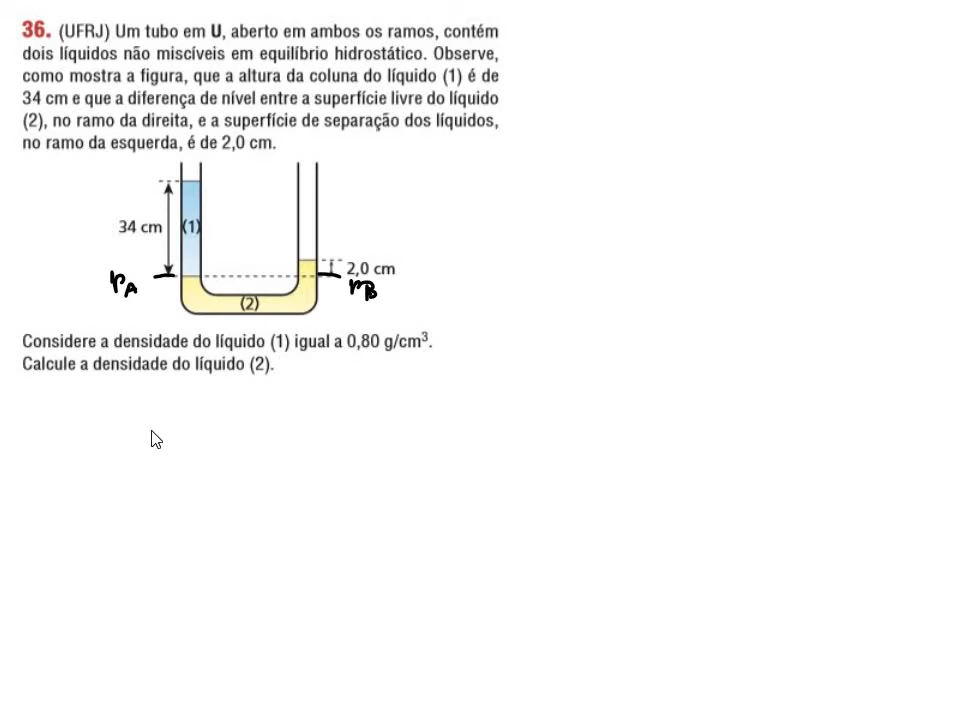 36. (UFRJ) Um tubo em U, aberto em ambos os ramos, contém
dois líquidos não miscíveis em equilíbrio hidrostático. Observe,
como mostra a figura, que a altura da coluna do líquido (1) é de
34 cm e que a diferença de nível entre a superfície livre do líquido
(2), no ramo da direita, e a superfície de separação dos líquidos,
no ramo da esquerda, é de 2,0 cm.
34 cm
(1)
2,0 cm
PA
PB
(2)
Considere a densidade do líquido (1) igual a 0,80 g/cm³.
Calcule a densidade do líquido (2).